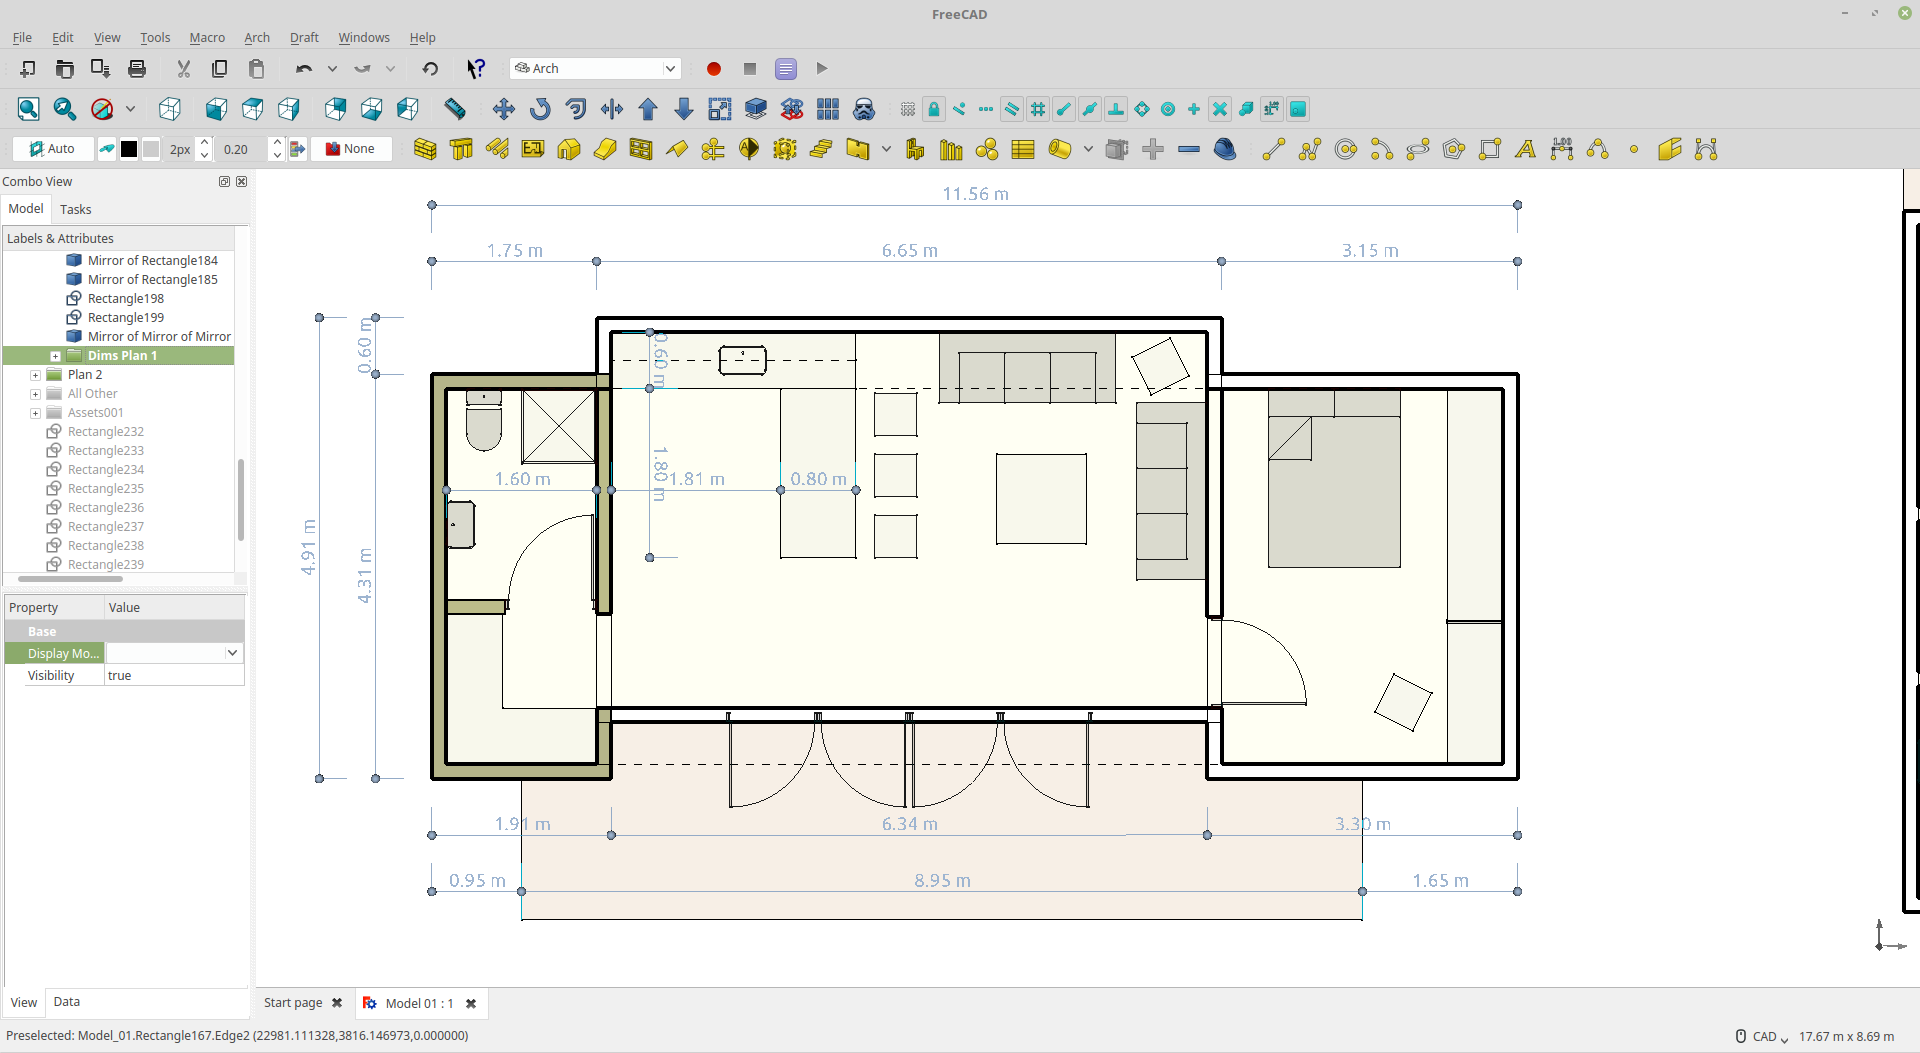 FreeCAD
File Edit View Tools Macro Arch Draft Windows Help
Arch
Auto 2px 0.20 None
1.00
Combo View
Model Tasks
Labels & Attributes
Mirror of Rectangle184
Mirror of Rectangle185
Rectangle198
Rectangle199
Mirror of Mirror of Mirror
Dims Plan 1
Plan 2
All Other
Assets001
Rectangle232
Rectangle233
Rectangle234
Rectangle235
Rectangle236
Rectangle237
Rectangle238
Rectangle239
Property Value
Base
Display Mo...
Visibility true
View Data
11.56 m
1.75 m 6.65 m 3.15 m
0.60 m
0.60 m
1.60 m 1.81 m 0.80 m
1.80 m
4.91 m
4.31 m
1.91 m 6.34 m 3.30 m
0.95 m 8.95 m 1.65 m
Start page Model 01 : 1
Preselected: Model_01.Rectangle167.Edge2 (22981.111328,3816.146973,0.000000)
CAD 17.67 m x 8.69 m